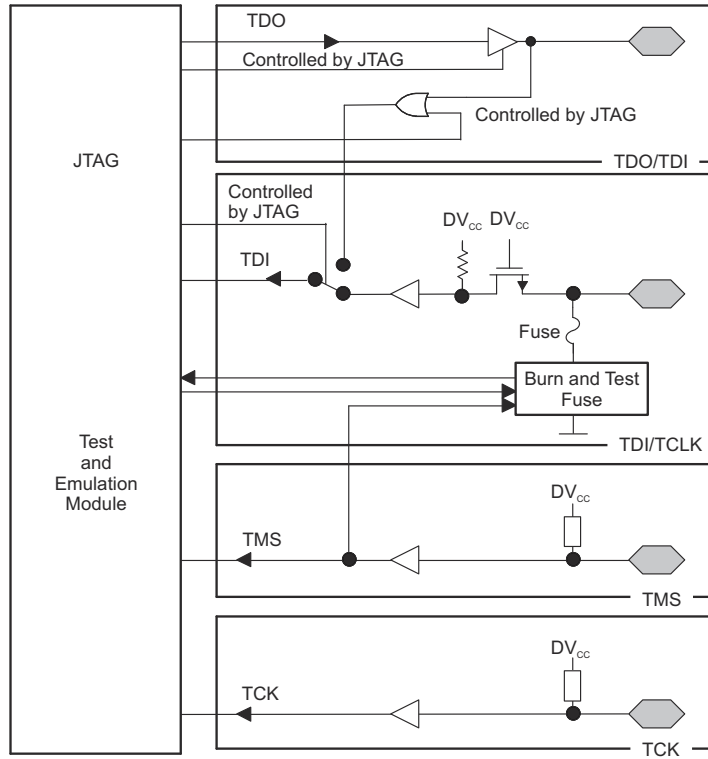 TDO
Controlled by JTAG
Controlled by JTAG
TDO/TDI
JTAG
Controlled
by JTAG
TDI
DVCC
DVCC
Fuse
Burn and Test
Fuse
TDI/TCLK
Test
and
Emulation
Module
DVCC
TMS
TMS
DVCC
TCK
TCK